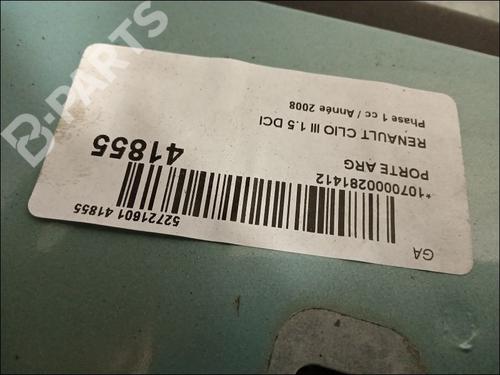 B-PARTS
GA
*1070000281412
PORTE ARG
RENAULT CLIO III 1.5 DCI
Phase 1 cc / Année 2008
41855
52721601 41855